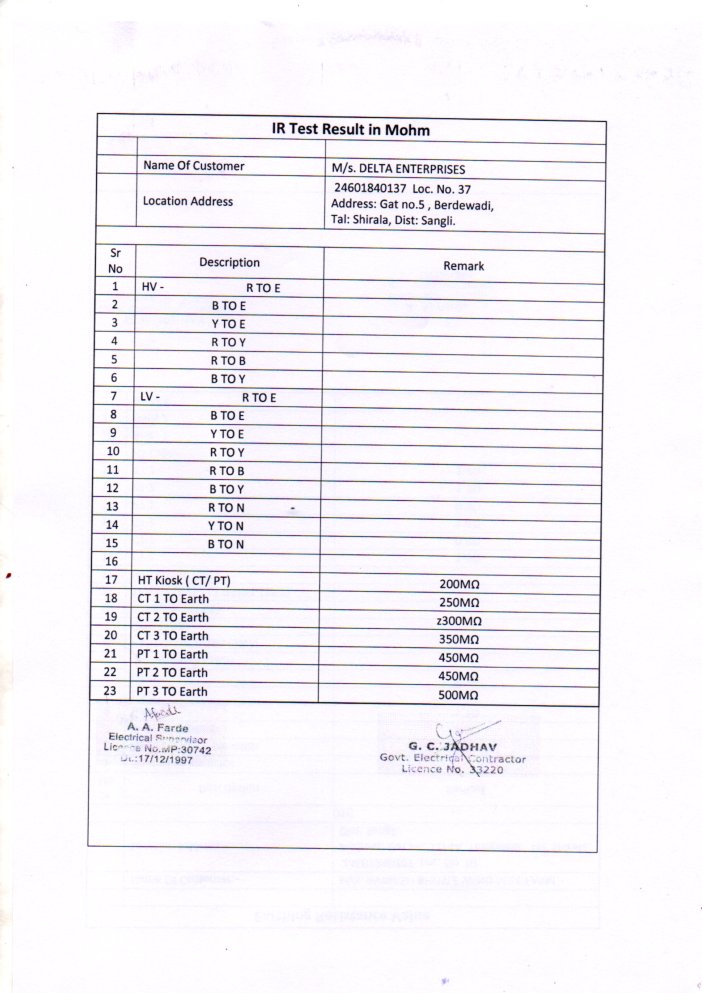 IR Test Result in Mohm
Name Of Customer M/s. DELTA ENTERPRISES
Location Address 24601840137 Loc. No. 37
Address: Gat no.5 , Berdewadi,
Tal: Shirala, Dist: Sangli.
Sr No Description Remark
1 HV - R TO E
2 B TO E
3 Y TO E
4 R TO Y
5 R TO B
6 B TO Y
7 LV - R TO E
8 B TO E
9 Y TO E
10 R TO Y
11 R TO B
12 B TO Y
13 R TO N -
14 Y TO N
15 B TO N
16
17 HT Kiosk ( CT/ PT) 200MΩ
18 CT 1 TO Earth 250MΩ
19 CT 2 TO Earth z300MΩ
20 CT 3 TO Earth 350MΩ
21 PT 1 TO Earth 450MΩ
22 PT 2 TO Earth 450MΩ
23 PT 3 TO Earth 500MΩ
A. A. Farde
Electrical Supervisor
Licence No.MP:30742
Dt.:17/12/1997
G. C. JADHAV
Govt. Electrical Contractor
Licence No. 33220